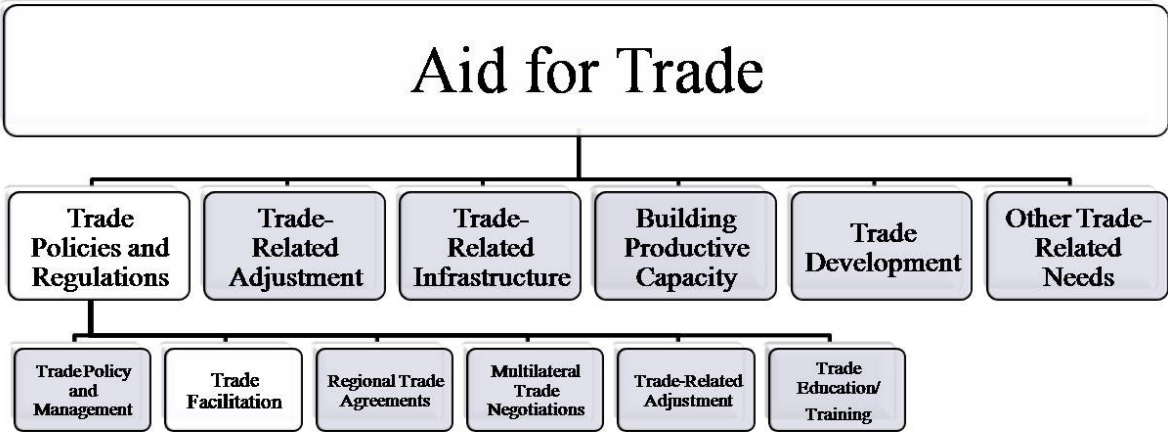 Aid for Trade
Trade
Policies and
Regulations
Trade-
Related
Adjustment
Trade-
Related
Infrastructure
Building
Productive
Capacity
Trade
Development
Other Trade-
Related
Needs
Trade Policy
and
Management
Trade
Facilitation
Regional Trade
Agreements
Multilateral
Trade
Negotiations
Trade-Related
Adjustment
Trade
Education/
Training